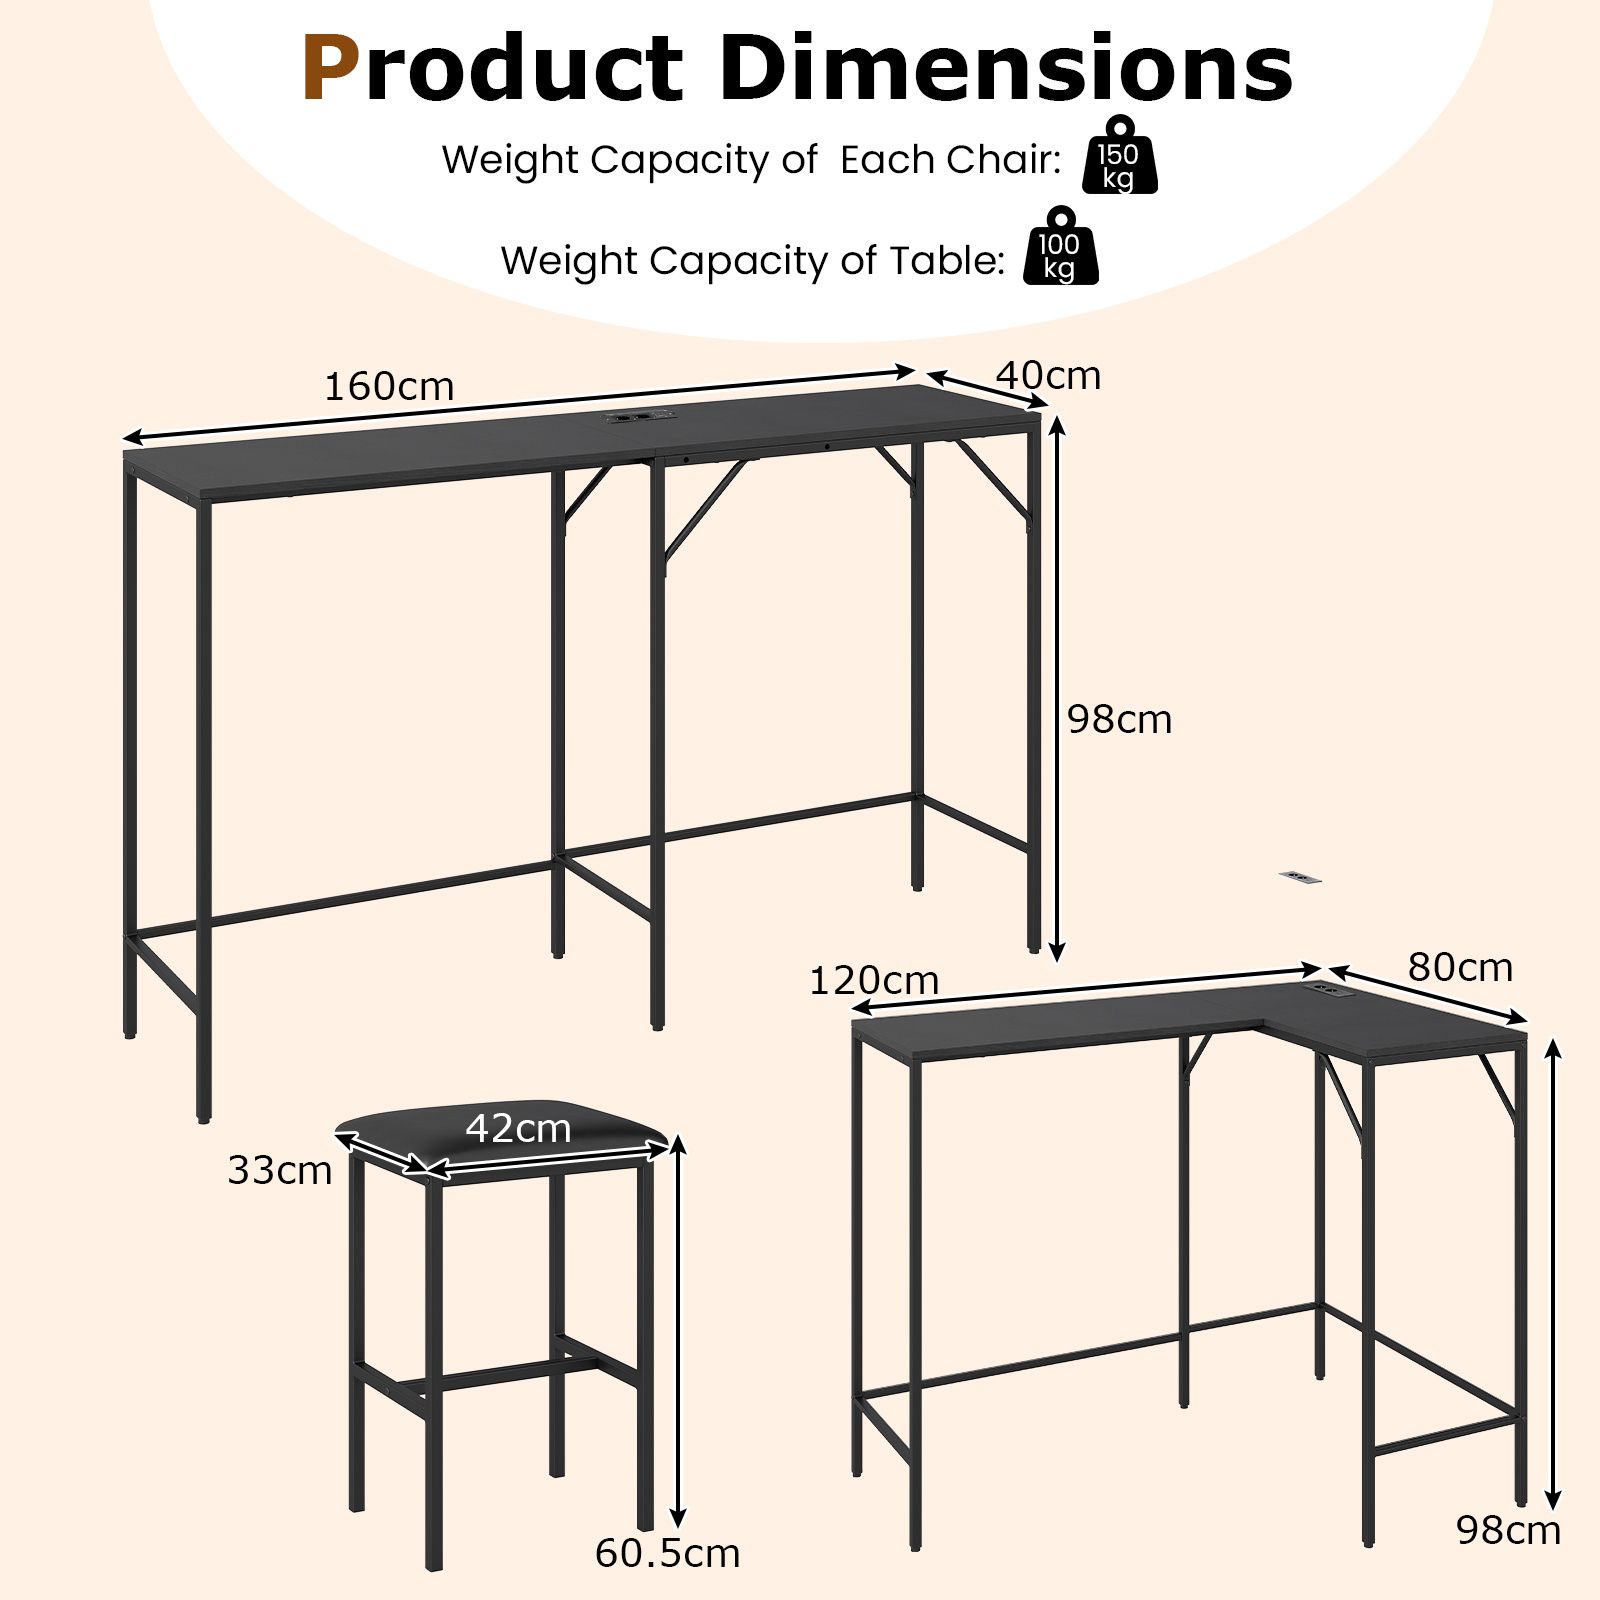 Product Dimensions
Weight Capacity of Each Chair:
150
kg
Weight Capacity of Table:
100
kg
160cm
40cm
98cm
120cm
80cm
42cm
33cm
60.5cm
98cm